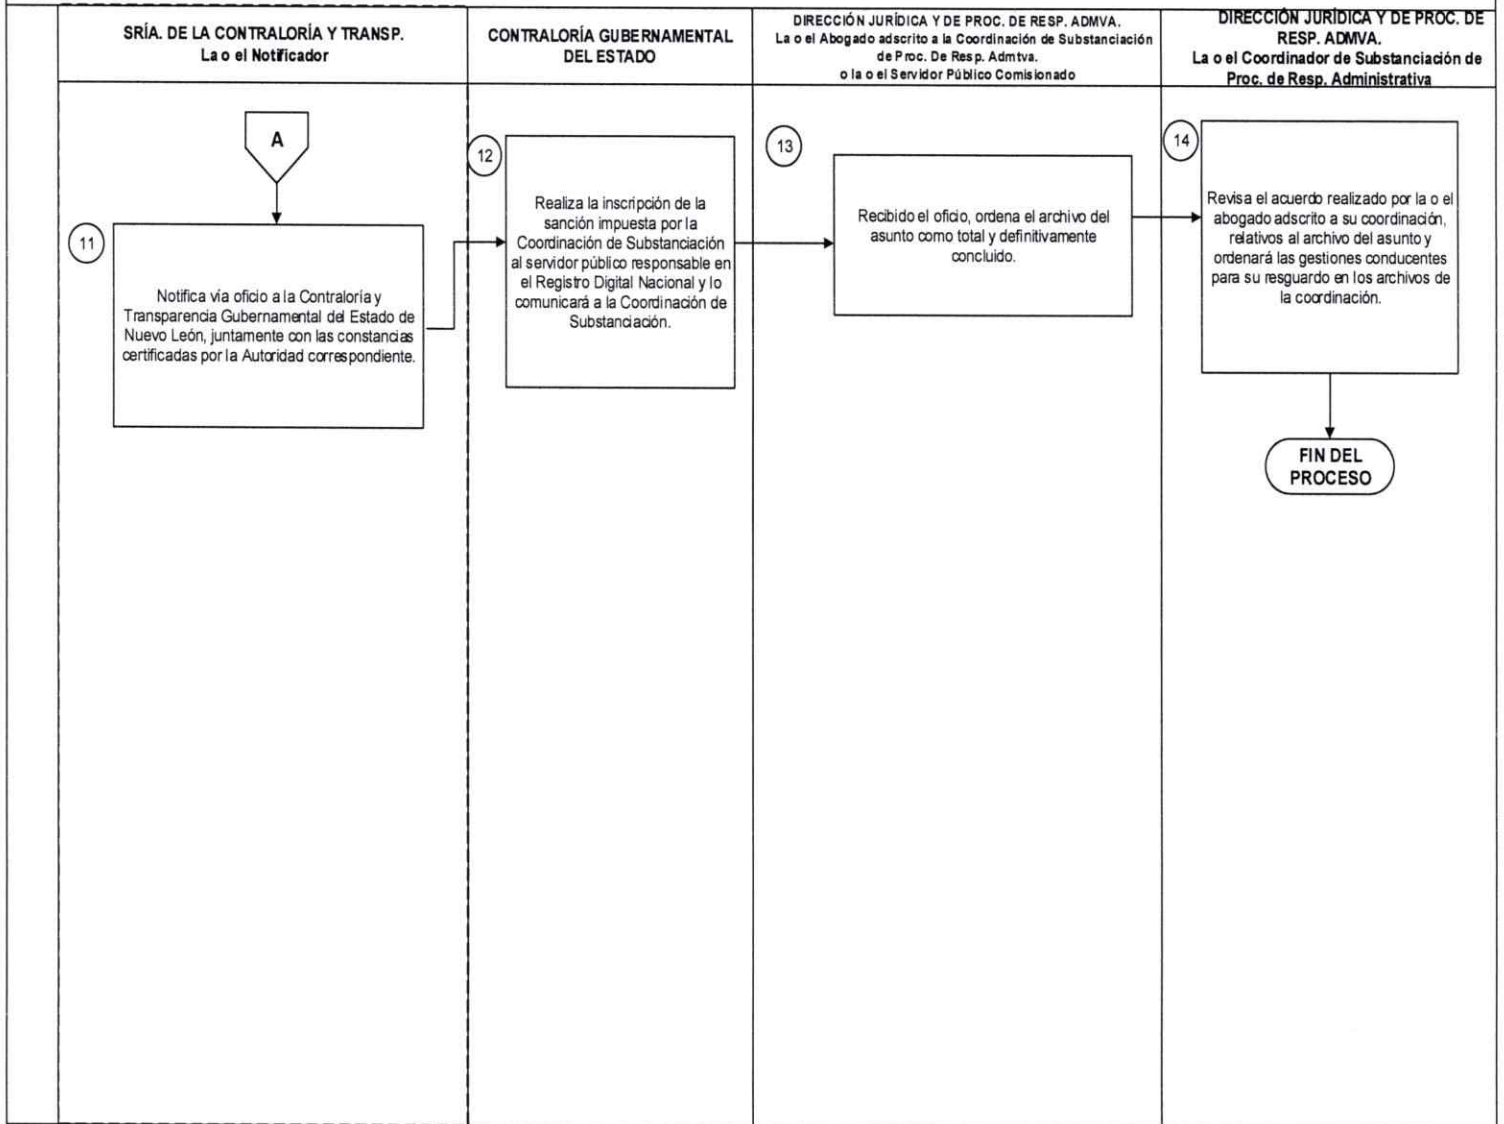 SRÍA. DE LA CONTRALORÍA Y TRANSP.
La o el Notificador
CONTRALORÍA GUBERNAMENTAL
DEL ESTADO
DIRECCIÓN JURÍDICA Y DE PROC. DE RESP. ADMVA.
La o el Abogado adscrito a la Coordinación de Substanciación
de Proc. De Resp. Admtva.
o la o el Servidor Público Comisionado
DIRECCIÓN JURÍDICA Y DE PROC. DE
RESP. ADMVA.
La o el Coordinador de Substanciación de
Proc. de Resp. Administrativa
A
11
Notifica vía oficio a la Contraloría y
Transparencia Gubernamental del Estado de
Nuevo León, juntamente con las constancias
certificadas por la Autoridad correspondiente.
12
Realiza la inscripción de la
sanción impuesta por la
Coordinación de Substanciación
al servidor público responsable en
el Registro Digital Nacional y lo
comunicará a la Coordinación de
Substanciación.
13
Recibido el oficio, ordena el archivo del
asunto como total y definitivamente
concluido.
14
Revisa el acuerdo realizado por la o el
abogado adscrito a su coordinación,
relativos al archivo del asunto y
ordenará las gestiones conducentes
para su resguardo en los archivos de
la coordinación.
FIN DEL
PROCESO